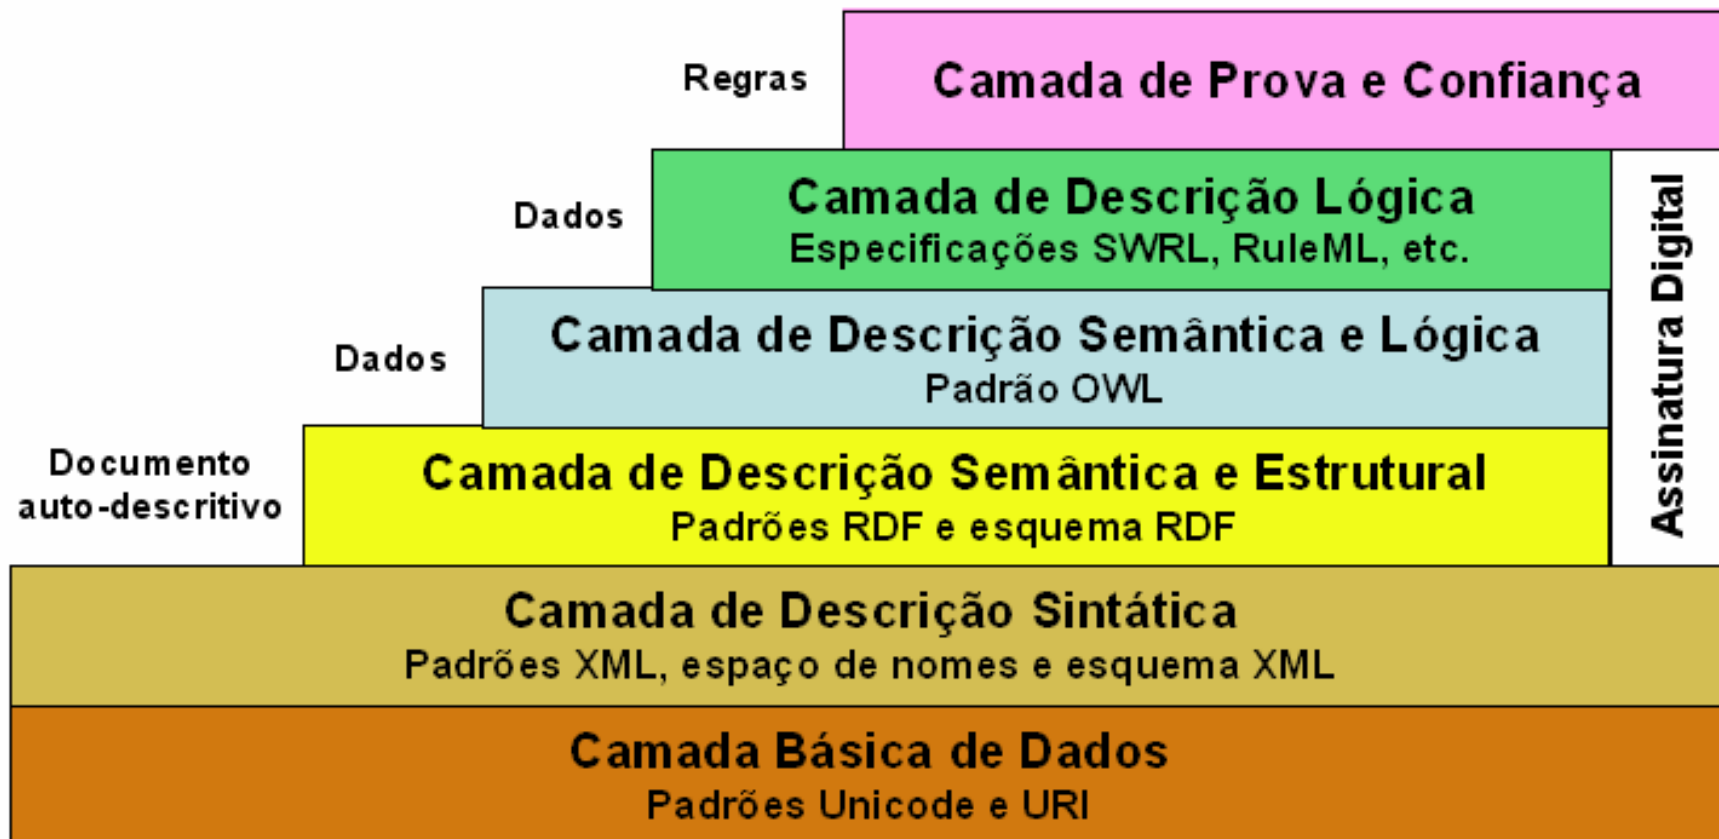 Regras
Camada de Prova e Confiança
Dados
Camada de Descrição Lógica
Especificações SWRL, RuleML, etc.
Dados
Camada de Descrição Semântica e Lógica
Padrão OWL
Assinatura Digital
Documento
auto-descritivo
Camada de Descrição Semântica e Estrutural
Padrões RDF e esquema RDF
Camada de Descrição Sintática
Padrões XML, espaço de nomes e esquema XML
Camada Básica de Dados
Padrões Unicode e URI